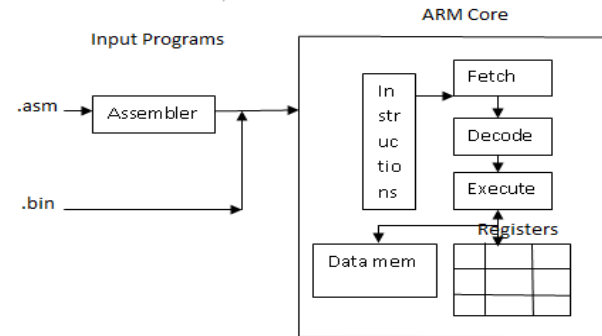 ARM Core
Input Programs
.asm
Assembler
.bin
In
str
uc
tio
ns
Fetch
Decode
Execute
Registers
Data mem